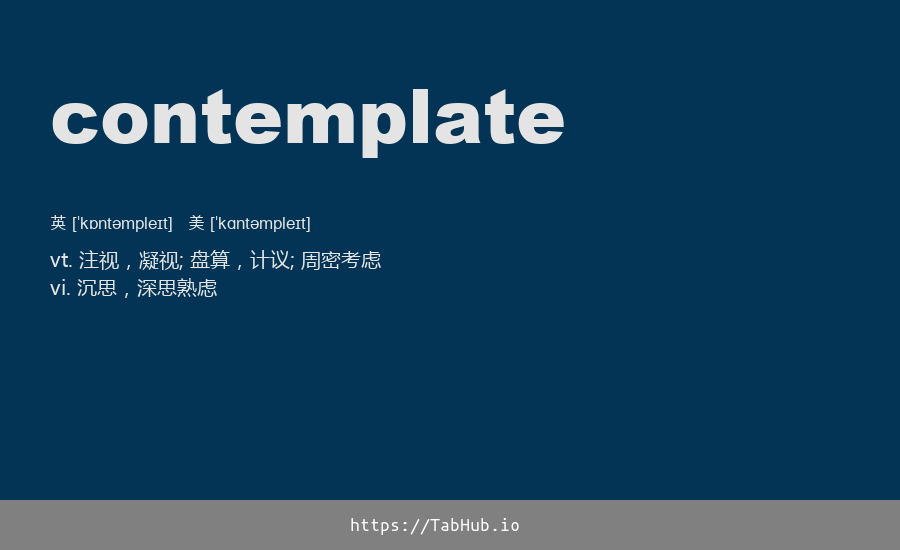 contemplate
英 [ˈkɒntəmpleɪt]   美 [ˈkɑntəmpleɪt]
vt. 注视，凝视; 盘算，计议; 周密考虑
vi. 沉思，深思熟虑
https://TabHub.io